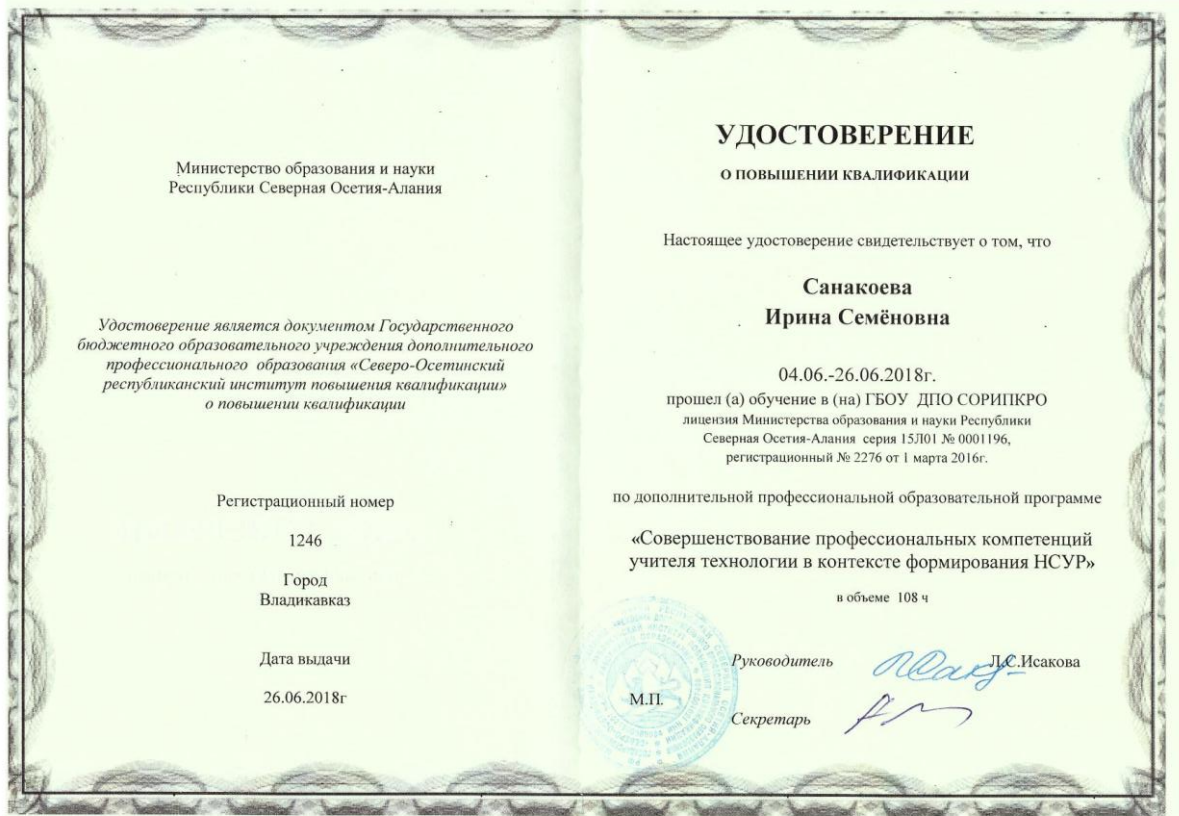 Министерство образования и науки
Республики Северная Осетия-Алания
Удостоверение является документом Государственного
бюджетного образовательного учреждения дополнительного
профессионального образования «Северо-Осетинский
республиканский институт повышения квалификации»
о повышении квалификации
Регистрационный номер
1246
Город
Владикавказ
Дата выдачи
26.06.2018г
УДОСТОВЕРЕНИЕ
О ПОВЫШЕНИИ КВАЛИФИКАЦИИ
Настоящее удостоверение свидетельствует о том, что
Санакоева
Ирина Семёновна
04.06.-26.06.2018г.
прошел (а) обучение в (на) ГБОУ ДПО СОРИПКРО
лицензия Министерства образования и науки Республики
Северная Осетия-Алания серия 15Л01 № 0001196,
регистрационный № 2276 от 1 марта 2016г.
по дополнительной профессиональной образовательной программе
«Совершенствование профессиональных компетенций
учителя технологии в контексте формирования НСУР»
в объеме 108 ч
Руководитель Л.С.Исакова
М.П.
Секретарь